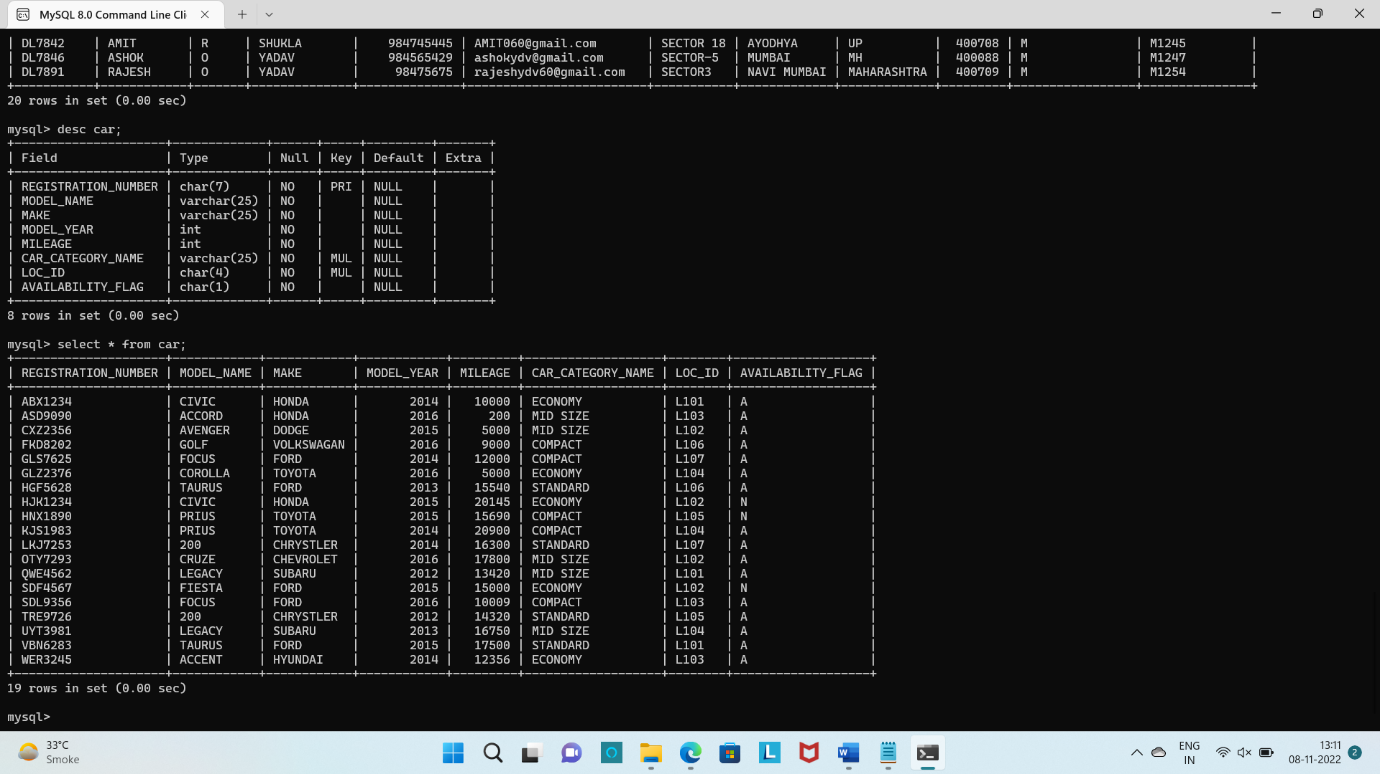 MySQL 8.0 Command Line Cli
| DL7842 | AMIT | R | SHUKLA | 984745445 | AMIT060@gmail.com | SECTOR 18 | AYODHYA | UP | 400708 | M | M1245 |
| DL7846 | ASHOK | O | YADAV | 984565429 | ashokydv@gmail.com | SECTOR-5 | MUMBAI | MH | 400088 | M | M1247 |
| DL7891 | RAJESH | O | YADAV | 98475675 | rajeshydv60@gmail.com | SECTOR3 | NAVI MUMBAI | MAHARASHTRA | 400709 | M | M1254 |
20 rows in set (0.00 sec)
mysql> desc car;
| Field | Type | Null | Key | Default | Extra |
| REGISTRATION_NUMBER | char(7) | NO | PRI | NULL | |
| MODEL_NAME | varchar(25) | NO | | NULL | |
| MAKE | varchar(25) | NO | | NULL | |
| MODEL_YEAR | int | NO | | NULL | |
| MILEAGE | int | NO | | NULL | |
| CAR_CATEGORY_NAME | varchar(25) | NO | MUL | NULL | |
| LOC_ID | char(4) | NO | MUL | NULL | |
| AVAILABILITY_FLAG | char(1) | NO | | NULL | |
8 rows in set (0.00 sec)
mysql> select * from car;
| REGISTRATION_NUMBER | MODEL_NAME | MAKE | MODEL_YEAR | MILEAGE | CAR_CATEGORY_NAME | LOC_ID | AVAILABILITY_FLAG |
| ABX1234 | CIVIC | HONDA | 2014 | 10000 | ECONOMY | L101 | A |
| ASD9090 | ACCORD | HONDA | 2016 | 200 | MID SIZE | L103 | A |
| CXZ2356 | AVENGER | DODGE | 2015 | 5000 | MID SIZE | L102 | A |
| FKD8202 | GOLF | VOLKSWAGAN | 2016 | 9000 | COMPACT | L106 | A |
| GLS7625 | FOCUS | FORD | 2014 | 12000 | COMPACT | L107 | A |
| GLZ2376 | COROLLA | TOYOTA | 2016 | 5000 | ECONOMY | L104 | A |
| HGF5628 | TAURUS | FORD | 2013 | 15540 | STANDARD | L106 | A |
| HJK1234 | CIVIC | HONDA | 2015 | 20145 | ECONOMY | L102 | N |
| HNX1890 | PRIUS | TOYOTA | 2015 | 15690 | COMPACT | L105 | N |
| KJS1983 | PRIUS | TOYOTA | 2014 | 20900 | COMPACT | L104 | A |
| LKJ7253 | 200 | CHRYSTLER | 2014 | 16300 | STANDARD | L107 | A |
| OTY7293 | CRUZE | CHEVROLET | 2016 | 17800 | MID SIZE | L102 | A |
| QWE4562 | LEGACY | SUBARU | 2012 | 13420 | MID SIZE | L101 | A |
| SDF4567 | FIESTA | FORD | 2015 | 15000 | ECONOMY | L102 | N |
| SDL9356 | FOCUS | FORD | 2016 | 10009 | COMPACT | L103 | A |
| TRE9726 | 200 | CHRYSTLER | 2012 | 14320 | STANDARD | L105 | A |
| UYT3981 | LEGACY | SUBARU | 2013 | 16750 | MID SIZE | L104 | A |
| VBN6283 | TAURUS | FORD | 2015 | 17500 | STANDARD | L101 | A |
| WER3245 | ACCENT | HYUNDAI | 2014 | 12356 | ECONOMY | L103 | A |
19 rows in set (0.00 sec)
mysql>
33°C
Smoke
ENG
IN
13:11
08-11-2022
2